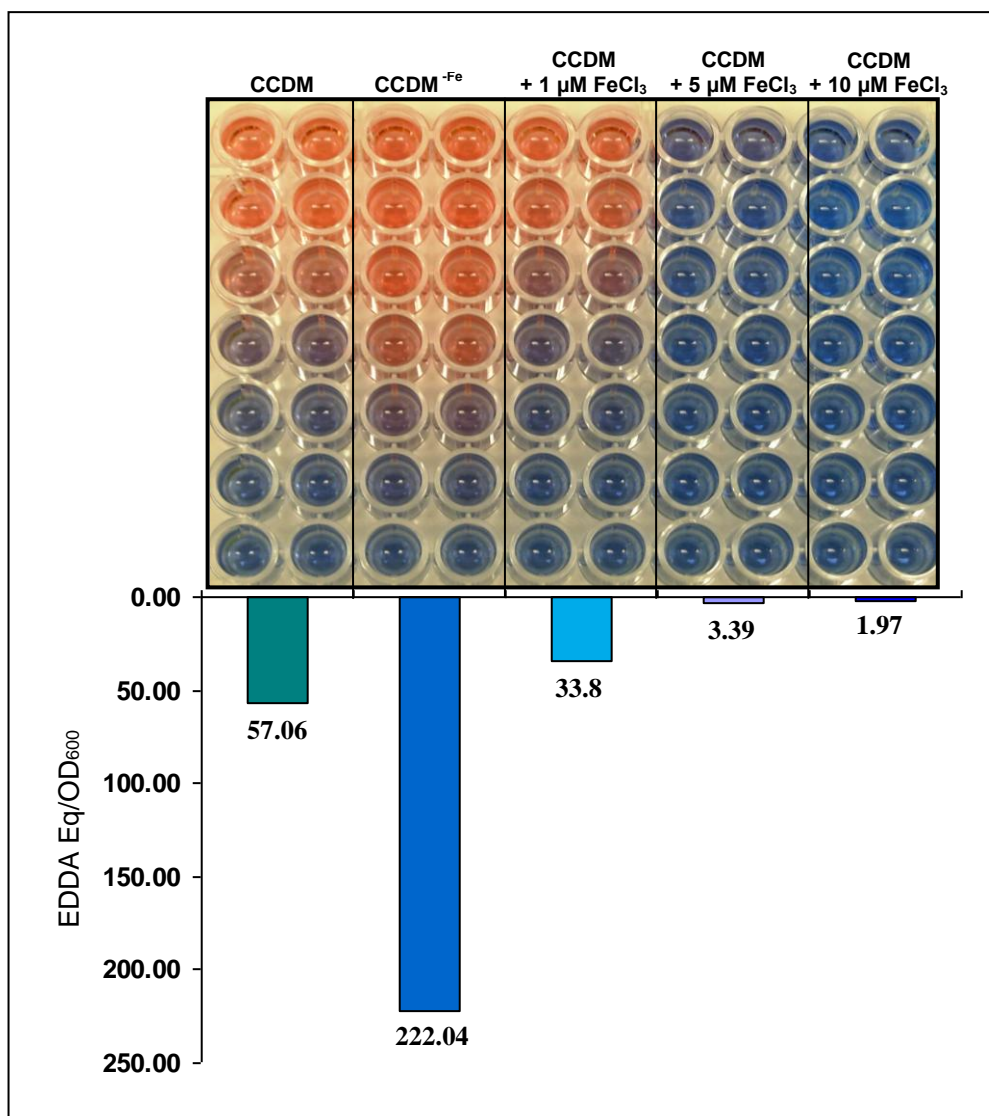 CCDM
CCDM -Fe
CCDM
+ 1 µM FeCl₃
CCDM
+ 5 µM FeCl₃
CCDM
+ 10 µM FeCl₃
0.00
50.00
100.00
150.00
200.00
250.00
EDDA Eq/OD₆₀₀
57.06
222.04
33.8
3.39
1.97